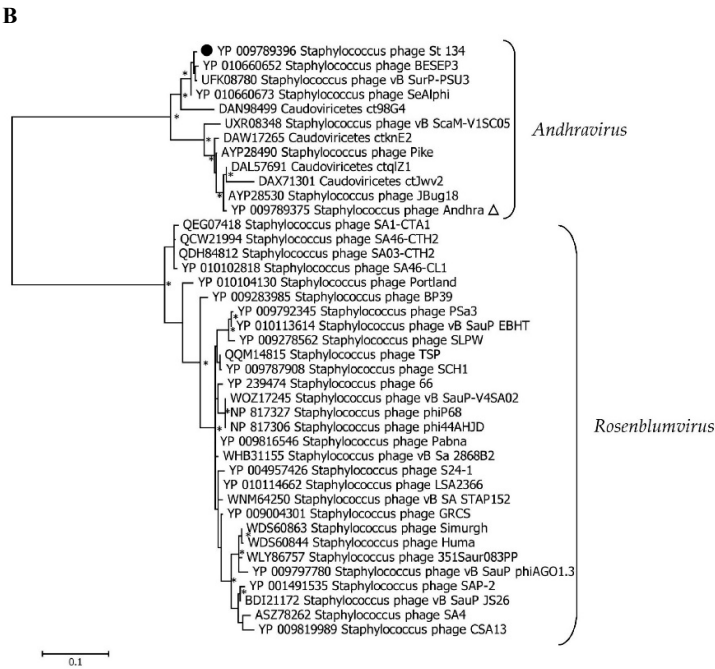 B
YP 009789396 Staphylococcus phage St 134
YP 010660652 Staphylococcus phage BESEP3
UFK08780 Staphylococcus phage vB SurP-PSU3
YP 010660673 Staphylococcus phage SeAlphi
DAN98499 Caudoviricetes ct98G4
UXR08348 Staphylococcus phage vB ScaM-V1SC05
DAW17265 Caudoviricetes ctknE2
AYP28490 Staphylococcus phage Pike
DAL57691 Caudoviricetes ctqlZ1
DAX71301 Caudoviricetes ctJwv2
AYP28530 Staphylococcus phage JBug18
YP 009789375 Staphylococcus phage Andhra
Andhravirus
QEG07418 Staphylococcus phage SA1-CTA1
QCW21994 Staphylococcus phage SA46-CTH2
QDH84812 Staphylococcus phage SA03-CTH2
YP 010102818 Staphylococcus phage SA46-CL1
YP 010104130 Staphylococcus phage Portland
YP 009283985 Staphylococcus phage BP39
YP 009792345 Staphylococcus phage PSa3
YP 010113614 Staphylococcus phage vB SauP EBHT
YP 009278562 Staphylococcus phage SLPW
QQM14815 Staphylococcus phage TSP
YP 009787908 Staphylococcus phage SCH1
YP 239474 Staphylococcus phage 66
WOZ17245 Staphylococcus phage vB SauP-V4SA02
NP 817327 Staphylococcus phage phiP68
NP 817306 Staphylococcus phage phi44AHJD
YP 009816546 Staphylococcus phage Pabna
WHB31155 Staphylococcus phage vB Sa 2868B2
YP 004957426 Staphylococcus phage S24-1
YP 010114662 Staphylococcus phage LSA2366
WNM64250 Staphylococcus phage vB SA STAP152
YP 009004301 Staphylococcus phage GRCS
WDS60863 Staphylococcus phage Simurgh
WDS60844 Staphylococcus phage Huma
WLY86757 Staphylococcus phage 351Saur083PP
YP 009797780 Staphylococcus phage vB SauP phiAGO1.3
YP 001491535 Staphylococcus phage SAP-2
BDI21172 Staphylococcus phage vB SauP JS26
ASZ78262 Staphylococcus phage SA4
YP 009819989 Staphylococcus phage CSA13
Rosenblumvirus
0.1